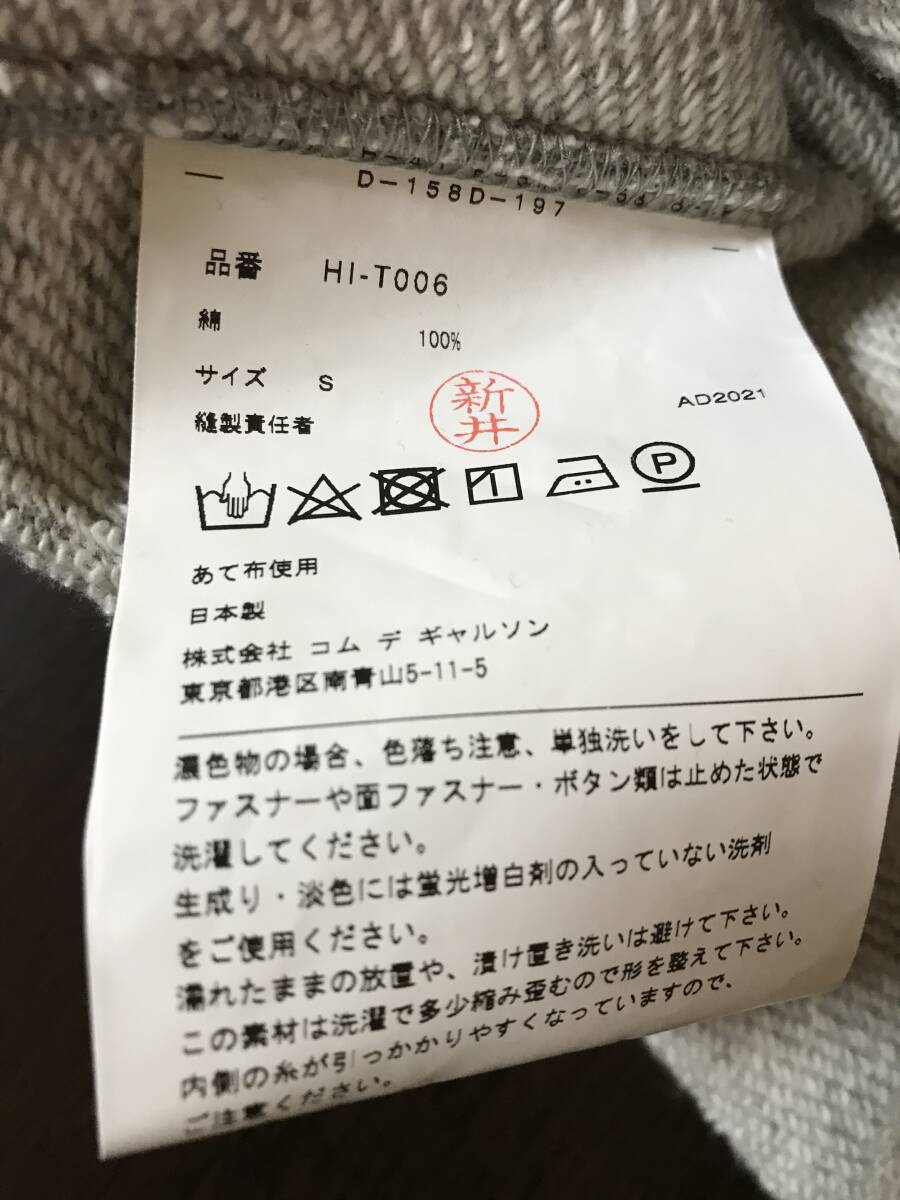 D-158D-197
品番 HI-T006
綿 100%
サイズ S
縫製責任者 新井 AD2021
P
あて布使用
日本製
株式会社 コム デ ギャルソン
東京都港区南青山5-11-5
濃色物の場合、色落ち注意、単独洗いをして下さい。
ファスナーや面ファスナー・ボタン類は止めた状態で
洗濯してください。
生成り・淡色には蛍光増白剤の入っていない洗剤
をご使用ください。
濡れたままの放置や、漬け置き洗いは避けて下さい。
この素材は洗濯で多少縮み歪むので形を整えて下さい。
内側の糸が引っかかりやすくなっていますので、
ご注意ください。